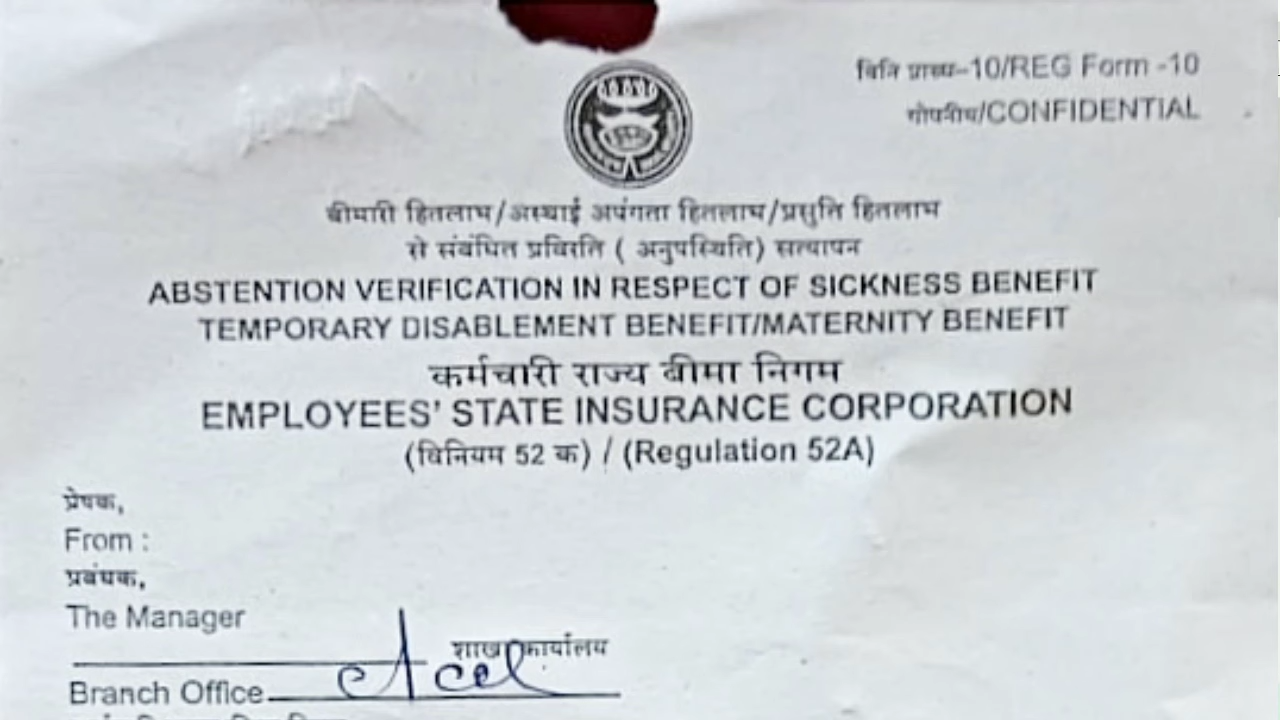 विनि प्रारूप-10/REG Form -10
गोपनीय/CONFIDENTIAL
बीमारी हितलाभ/अस्थाई अपंगता हितलाभ/प्रसुति हितलाभ
से संबंधित प्रविरति ( अनुपस्थिति) सत्यापन
ABSTENTION VERIFICATION IN RESPECT OF SICKNESS BENEFIT
TEMPORARY DISABLEMENT BENEFIT/MATERNITY BENEFIT
कर्मचारी राज्य बीमा निगम
EMPLOYEES' STATE INSURANCE CORPORATION
(विनियम 52 क) / (Regulation 52A)
प्रेषक,
From :
प्रबंधक,
The Manager
शाखा कार्यालय
Branch Office